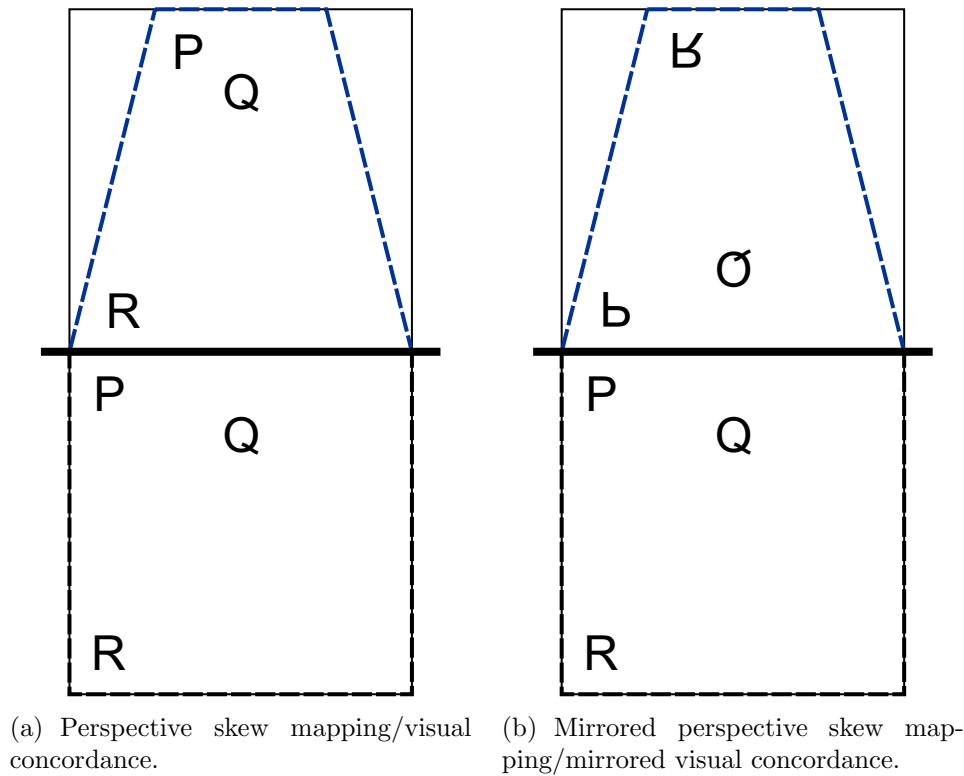 P
Q
R
P
Q
R
R
Q
P
P
Q
R
(a) Perspective skew mapping/visual
concordance.
(b) Mirrored perspective skew map-
ping/mirrored visual concordance.